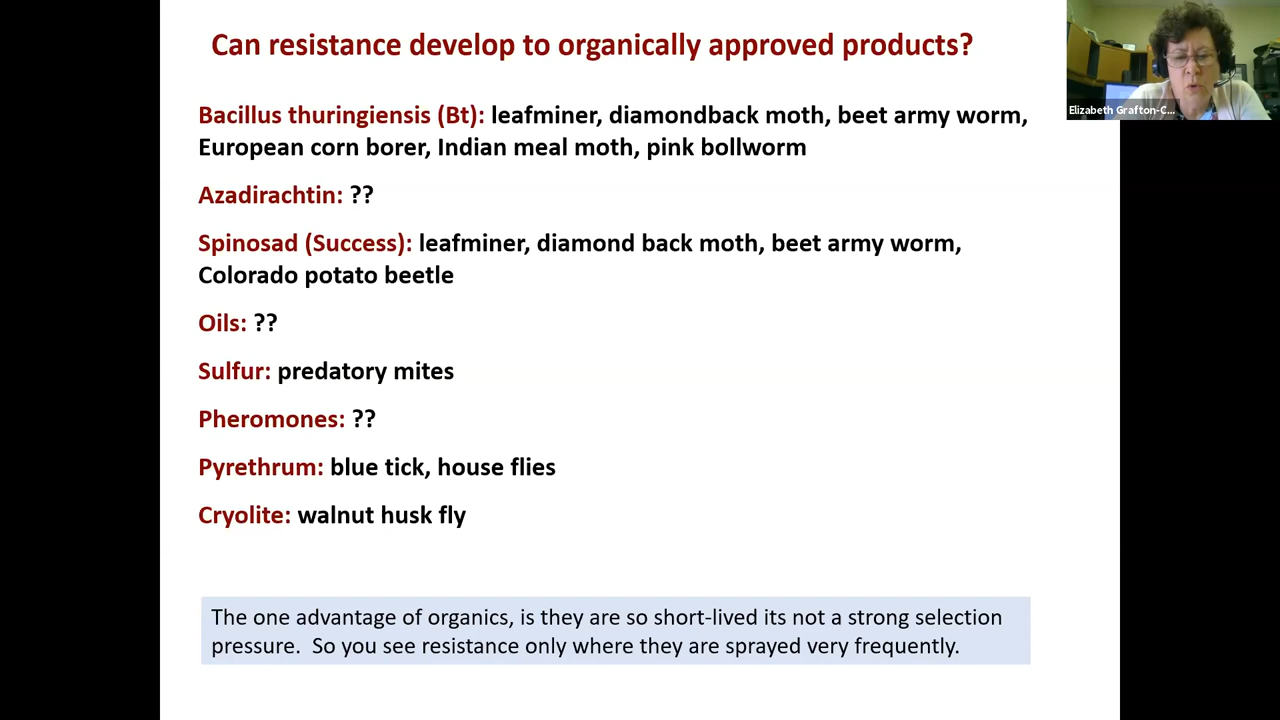 Can resistance develop to organically approved products?
Elizabeth Grafton-C...
Bacillus thuringiensis (Bt): leafminer, diamondback moth, beet army worm,
European corn borer, Indian meal moth, pink bollworm
Azadirachtin: ??
Spinosad (Success): leafminer, diamond back moth, beet army worm,
Colorado potato beetle
Oils: ??
Sulfur: predatory mites
Pheromones: ??
Pyrethrum: blue tick, house flies
Cryolite: walnut husk fly
The one advantage of organics, is they are so short-lived its not a strong selection
pressure.  So you see resistance only where they are sprayed very frequently.